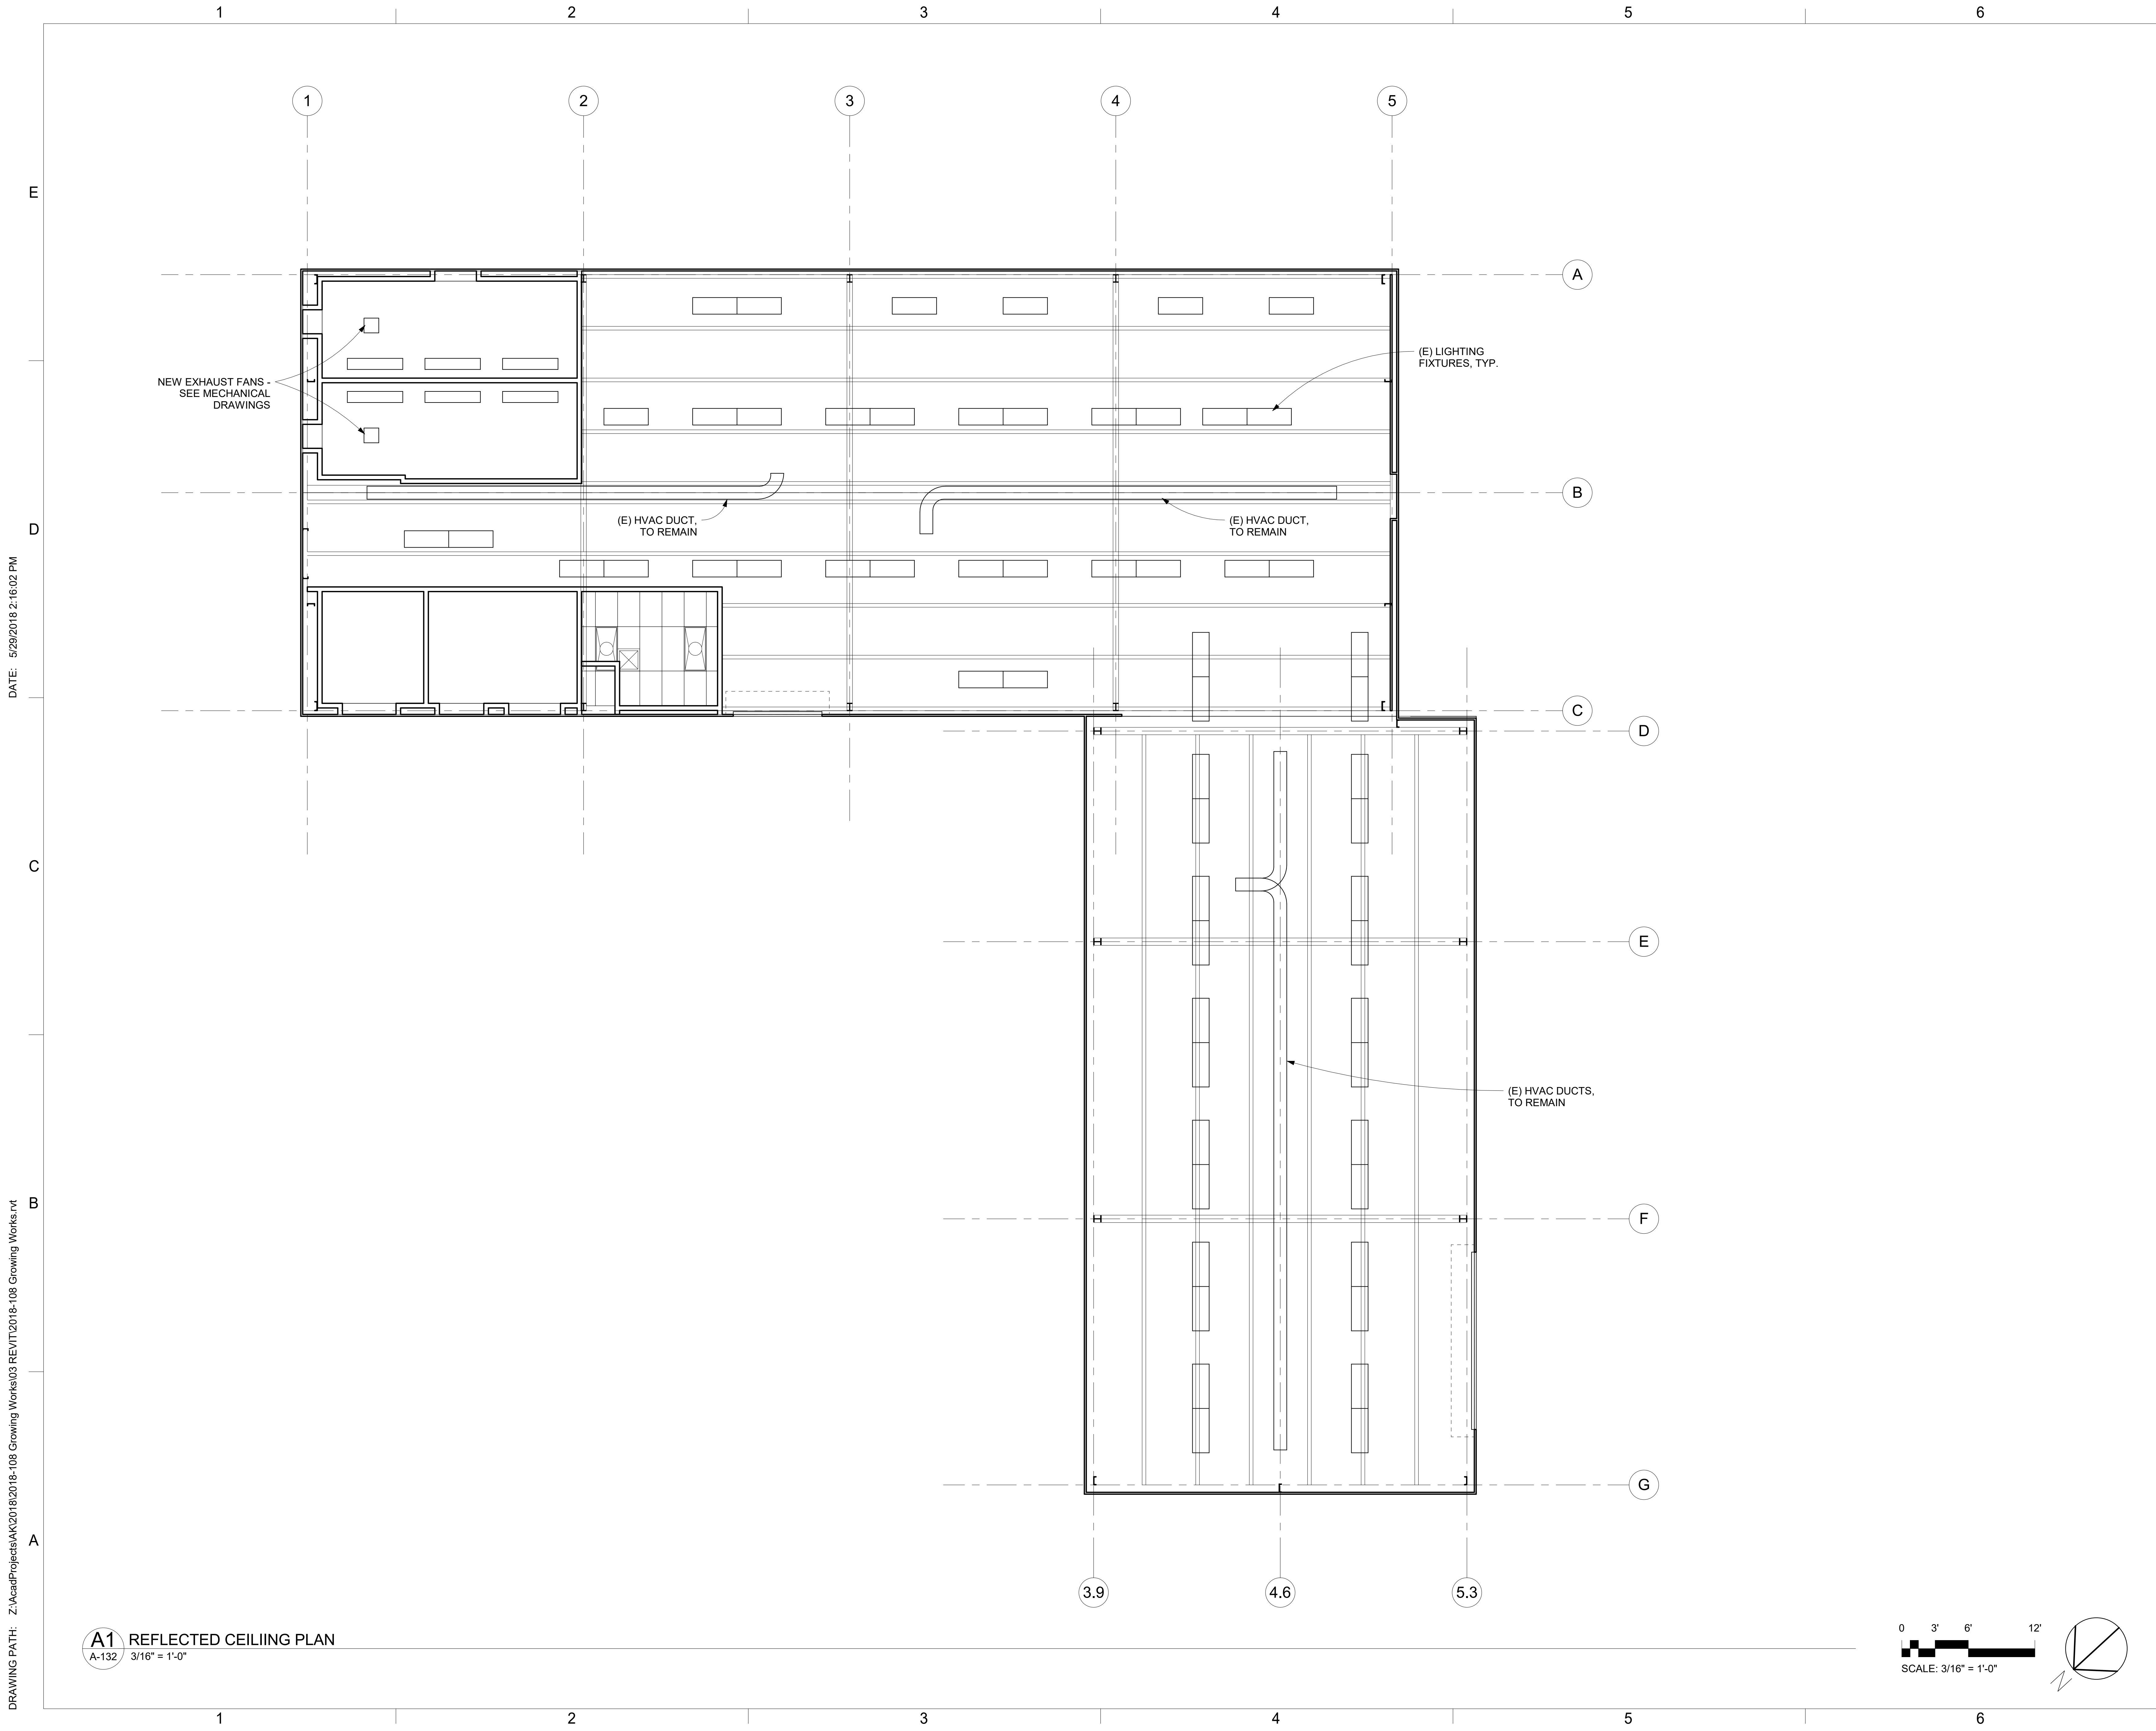 1 2 3 4 5 6
1 2 3 4 5
E
A
(E) LIGHTING
FIXTURES, TYP.
NEW EXHAUST FANS -
SEE MECHANICAL
DRAWINGS
B
(E) HVAC DUCT,
TO REMAIN
(E) HVAC DUCT,
TO REMAIN
D
C
D
C
E
(E) HVAC DUCTS,
TO REMAIN
B
F
G
A
3.9 4.6 5.3
A1 REFLECTED CEILIING PLAN
A-132 3/16" = 1'-0"
0 3' 6' 12'
SCALE: 3/16" = 1'-0"
N
1 2 3 4 5 6
DATE: 5/29/2018 2:16:02 PM
DRAWING PATH: Z:\AcadProjects\AK\2018\2018-108 Growing Works\03 REVIT\2018-108 Growing Works.rvt